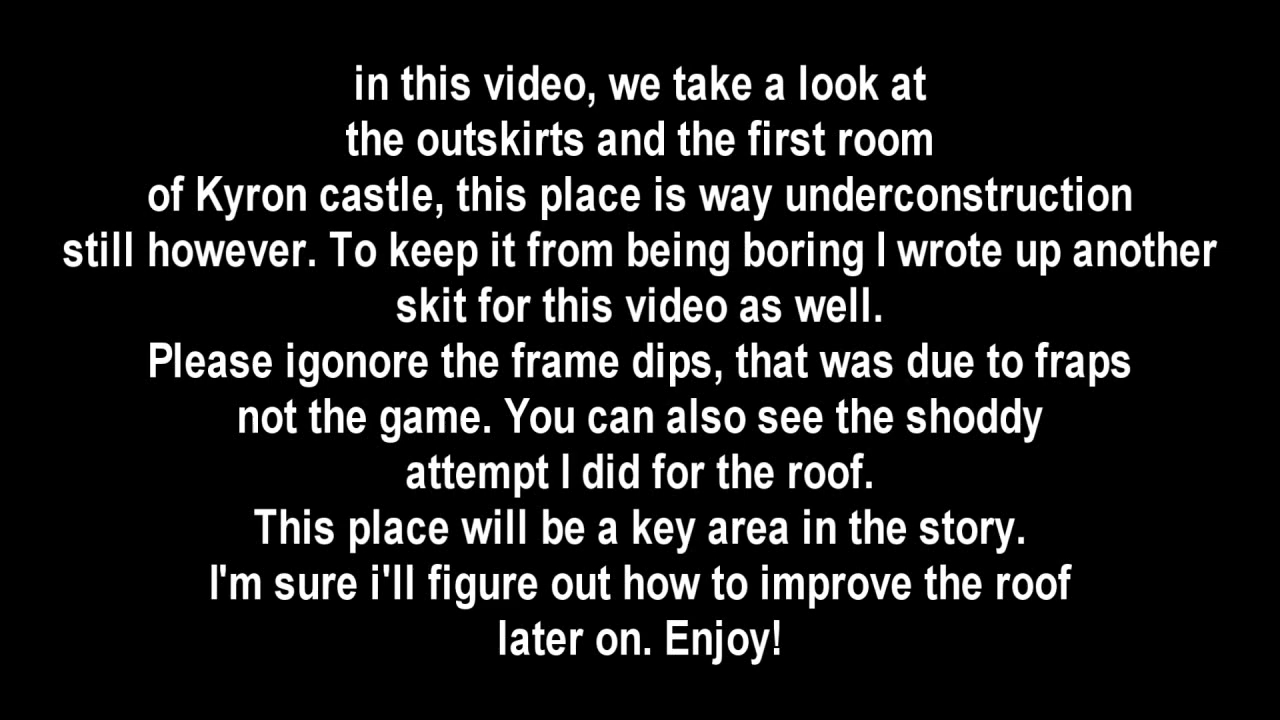 in this video, we take a look at
the outskirts and the first room
of Kyron castle, this place is way underconstruction
still however. To keep it from being boring I wrote up another
skit for this video as well.
Please igonore the frame dips, that was due to fraps
not the game. You can also see the shoddy
attempt I did for the roof.
This place will be a key area in the story.
I'm sure i'll figure out how to improve the roof
later on. Enjoy!